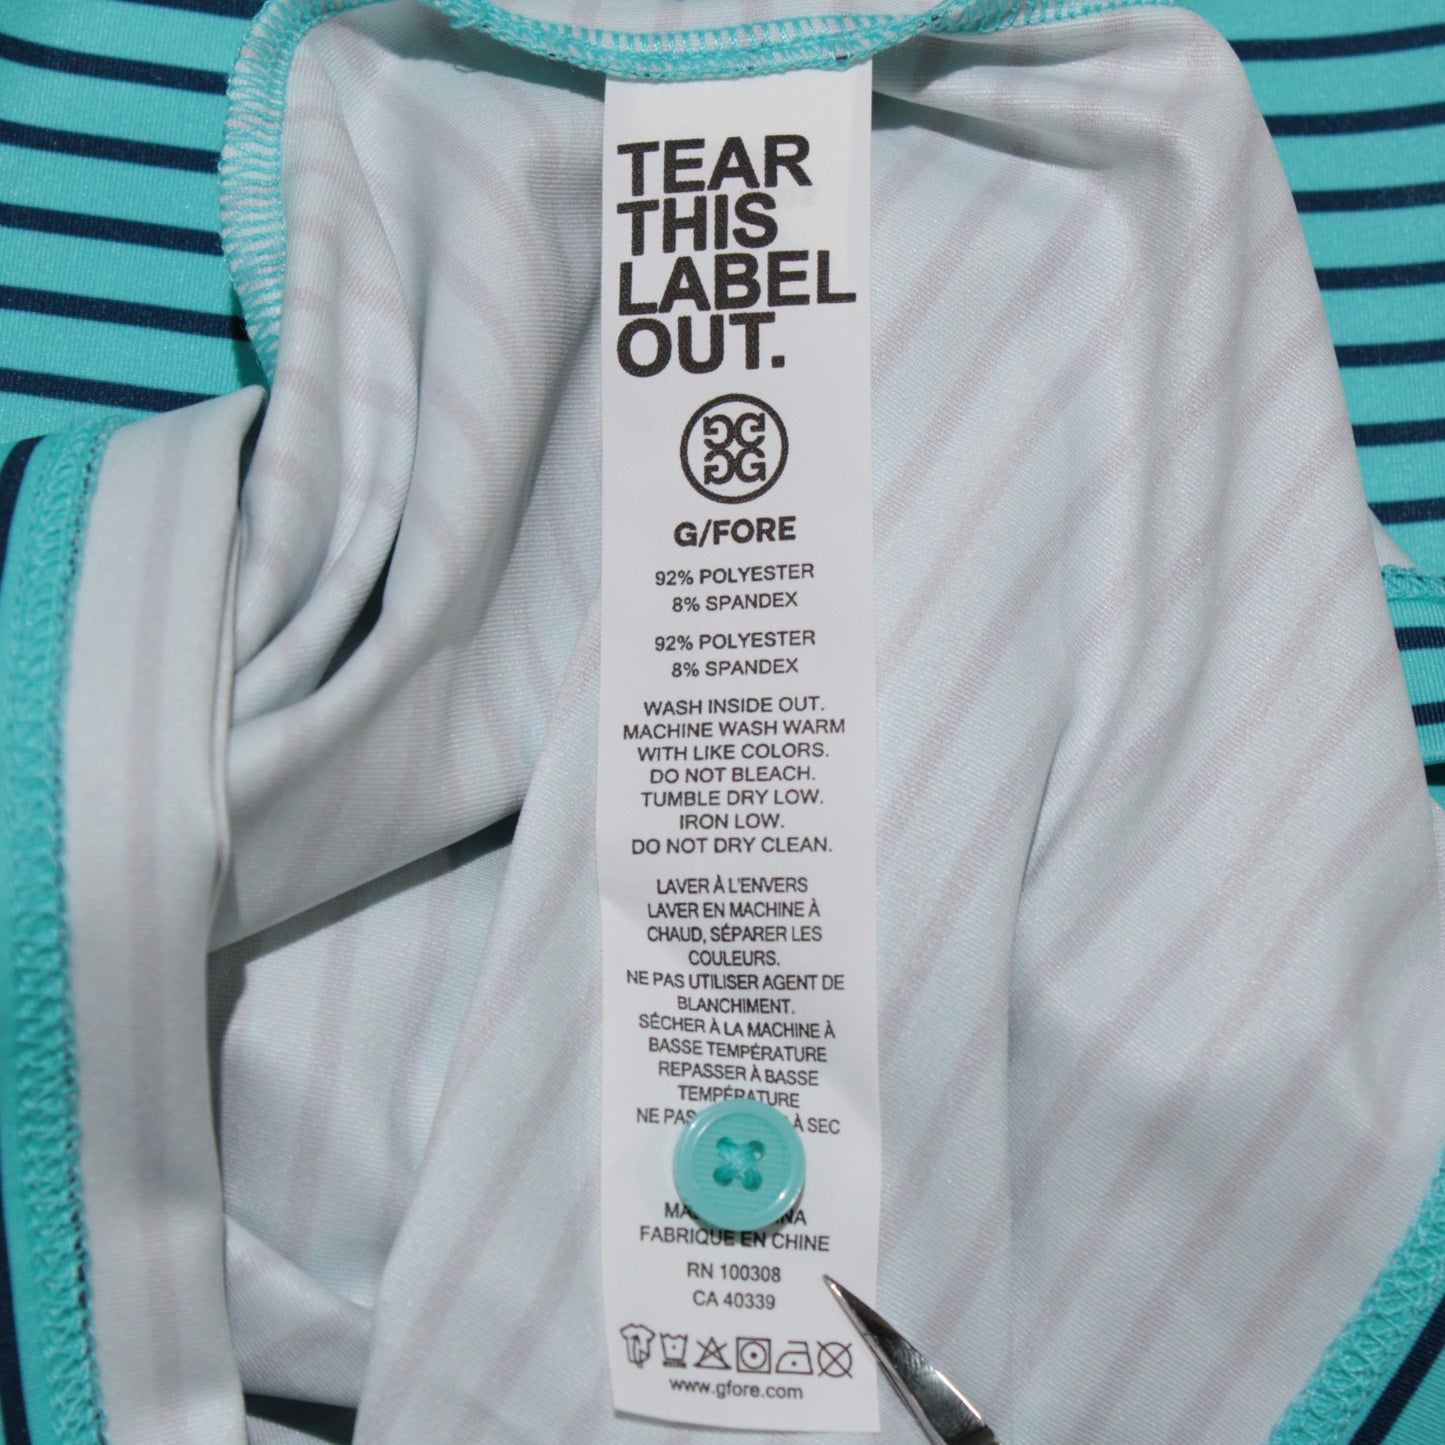 TEAR
THIS
LABEL
OUT.
G/FORE
92% POLYESTER
8% SPANDEX
92% POLYESTER
8% SPANDEX
WASH INSIDE OUT.
MACHINE WASH WARM
WITH LIKE COLORS.
DO NOT BLEACH.
TUMBLE DRY LOW.
IRON LOW.
DO NOT DRY CLEAN.
LAVER À L'ENVERS
LAVER EN MACHINE À
CHAUD, SÉPARER LES
COULEURS.
NE PAS UTILISER AGENT DE
BLANCHIMENT.
SÉCHER À LA MACHINE À
BASSE TEMPÉRATURE
REPASSER À BASSE
TEMPÉRATURE
NE PAS À SEC
FABRIQUE EN CHINE
RN 100308
CA 40339
www.gfore.com